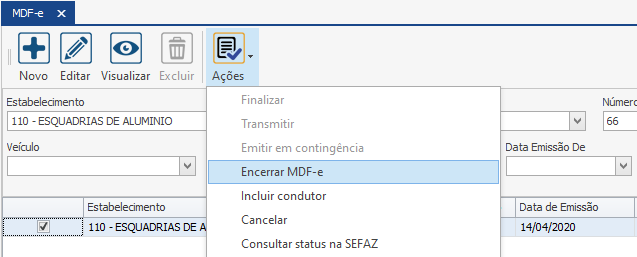 MDF-e
Novo Editar Visualizar Excluir Ações
Estabelecimento Número
110 - ESQUADRIAS DE ALUMINIO 66
Veículo Data Emissão De
Finalizar
Transmitir
Emitir em contingência
Encerrar MDF-e
Incluir condutor
Cancelar
Consultar status na SEFAZ
Estabelecimento Data de Emissão
110 - ESQUADRIAS DE A 14/04/2020